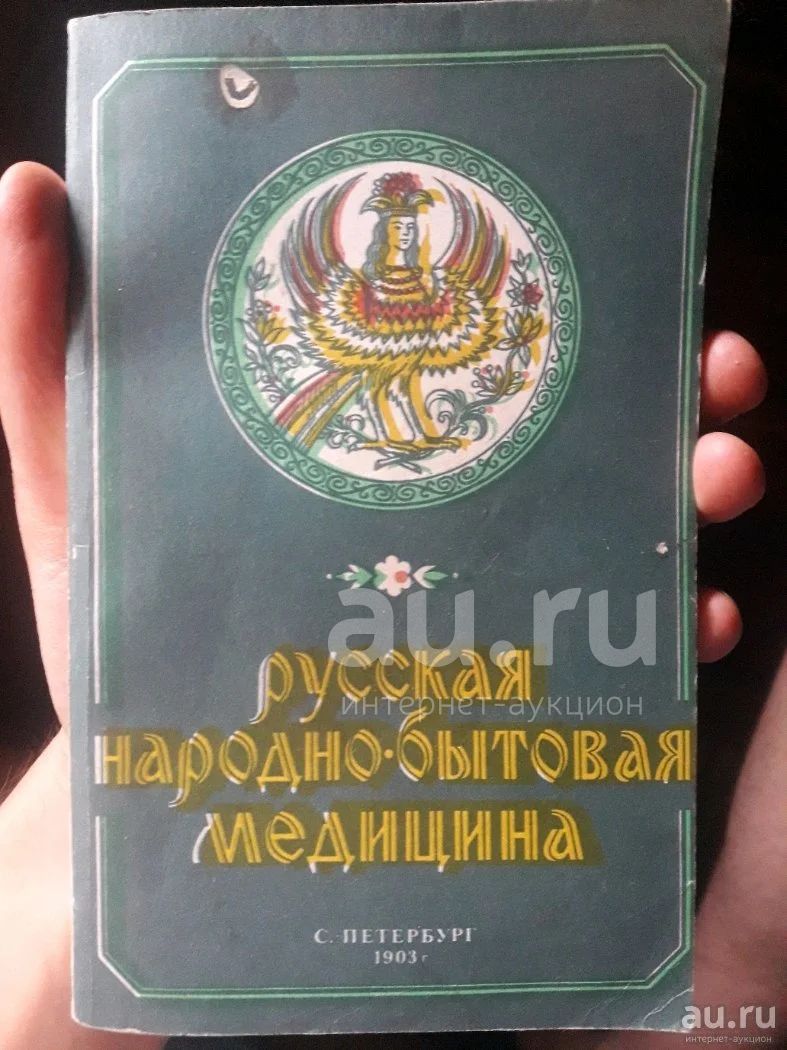 au.ru
интернет-аукцион
русская
народно-бытовая
медицина
С. ПЕТЕРБУРГ
1903 г
au.ru
интернет-аукцион